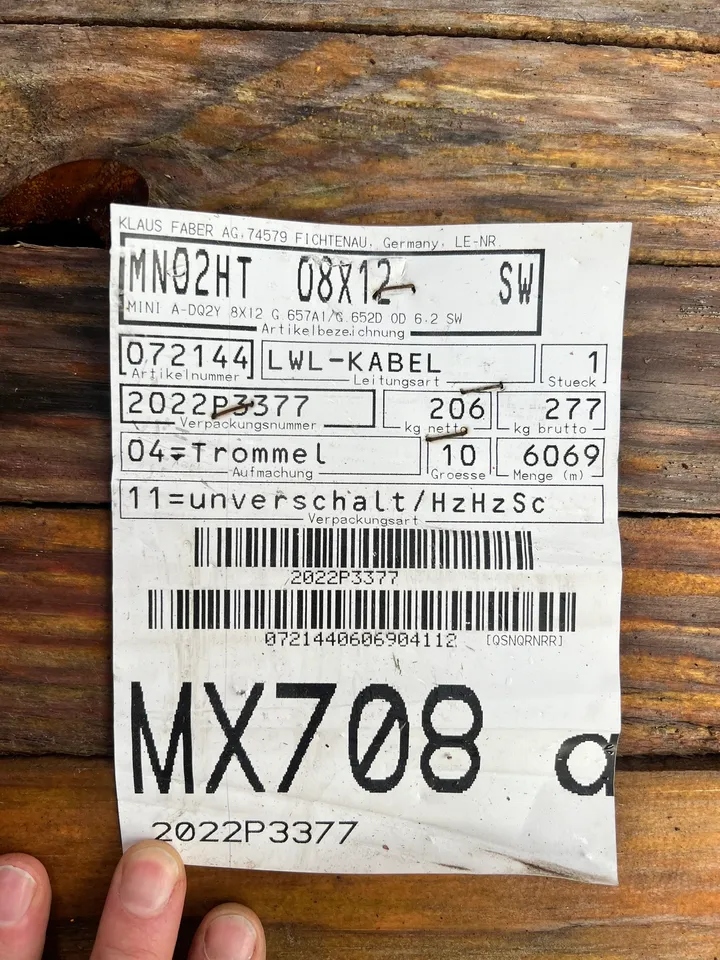 KLAUS FABER AG,74579 FICHTENAU, Germany, LE-NR
MN02HT 08X12 SW
MINI A-DQ2Y 8X12 G 657A1/G 652D OD 6.2 SW
Artikelbezeichnung
072144 LWL-KABEL 1
Artikelnummer Leitungsart Stueck
2022P3377 206 277
Verpackungsnummer kg netto kg brutto
04=Trommel 10 6069
Aufmachung Groesse Menge (m)
11=unverschalt/HzHzSc
Verpackungsart
2022P3377
0721440606904112 [QSNQRNRR]
MX708 a
2022P3377